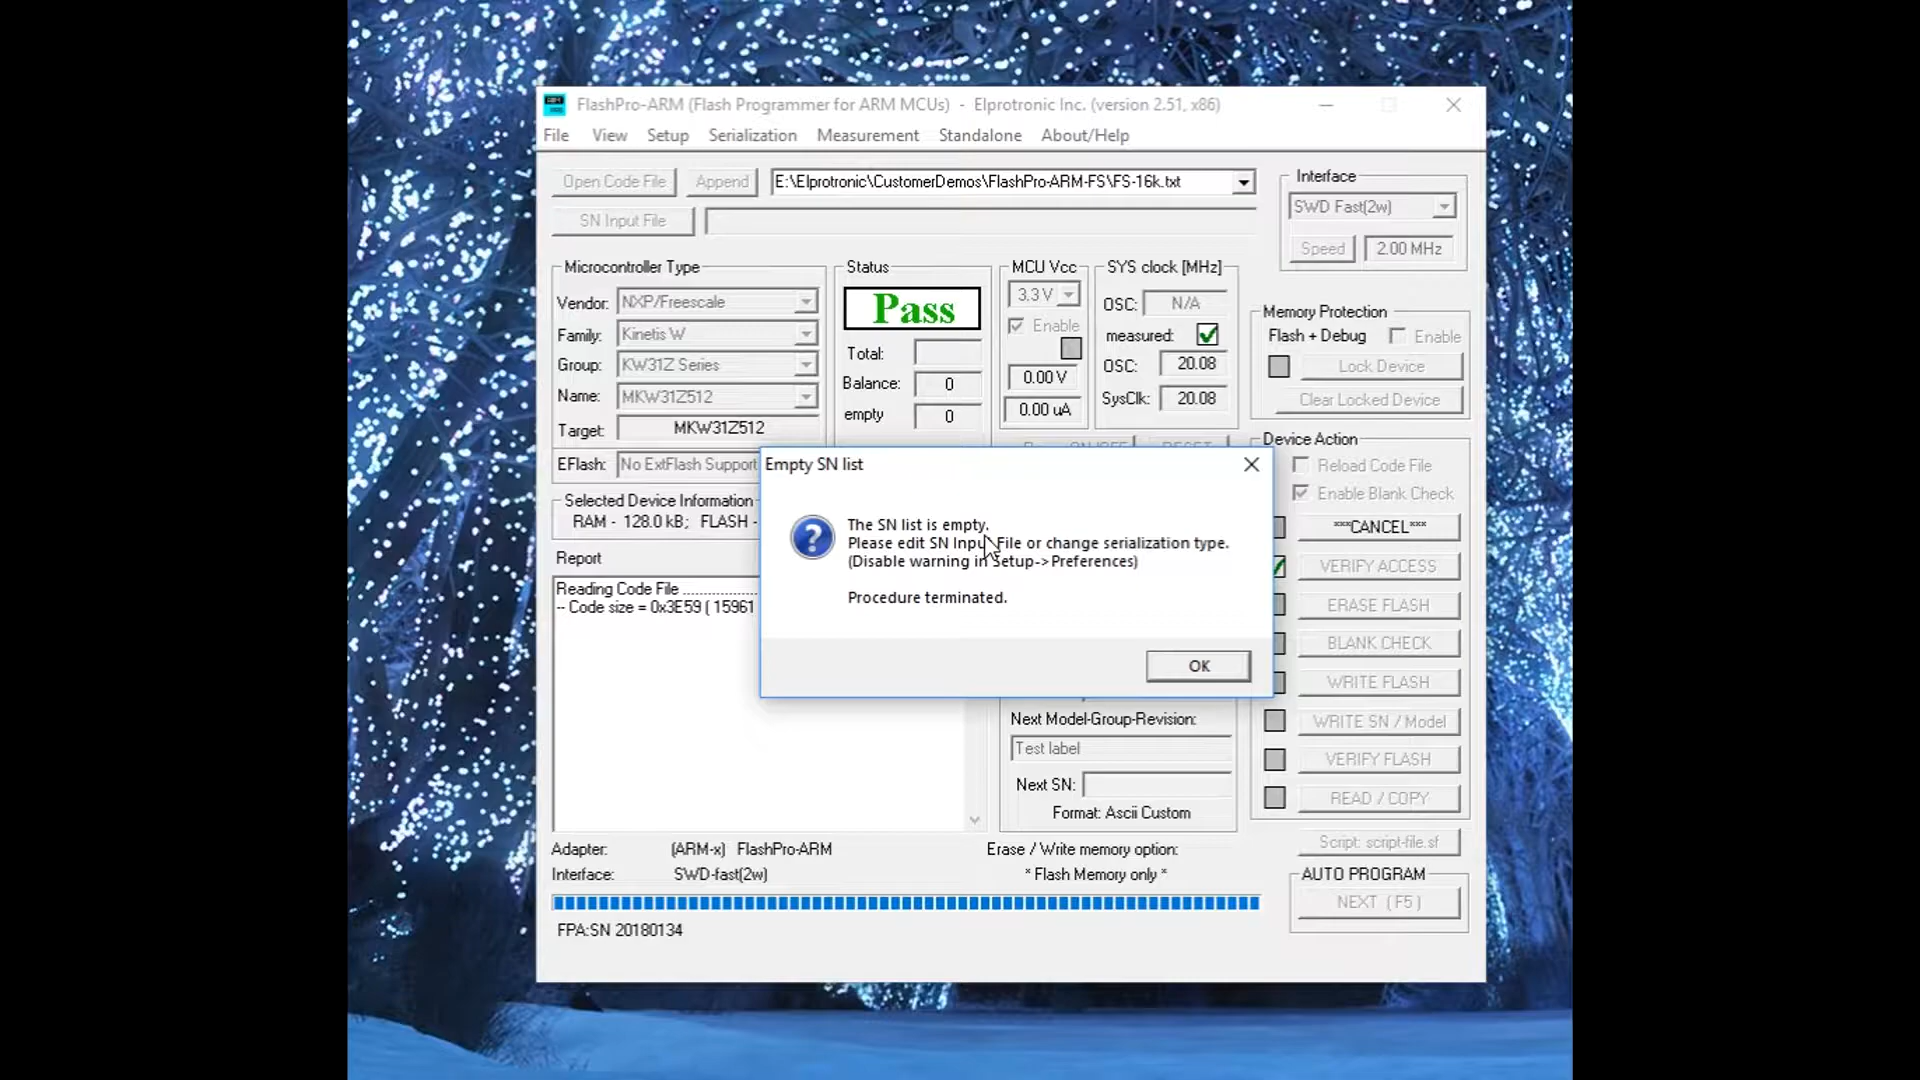 FlashPro-ARM (Flash Programmer for ARM MCUs) - Elprotronic Inc. (version 2.51, x86)
File View Setup Serialization Measurement Standalone About/Help
Open Code File Append E:\Elprotronic\CustomerDemos\FlashPro-ARM-FS\FS-16k.txt
SN Input File
Interface
SWD Fast(2w)
Speed 2.00 MHz
Microcontroller Type
Vendor: NXP/Freescale
Family: Kinetis W
Group: KW31Z Series
Name: MKW31Z512
Target: MKW31Z512
EFlash: No ExtFlash Support
Status
Pass
Total:
Balance: 0
empty 0
MCU Vcc
3.3 V
Enable
0.00 V
0.00 uA
SYS clock [MHz]
OSC: N/A
measured:
OSC: 20.08
SysClk: 20.08
Memory Protection
Flash + Debug Enable
Lock Device
Clear Locked Device
Selected Device Information
RAM - 128.0 kB; FLASH -
Report
Reading Code File ..................
-- Code size = 0x3E59 ( 15961
Empty SN list
The SN list is empty.
Please edit SN Input File or change serialization type.
(Disable warning in Setup->Preferences)
Procedure terminated.
OK
Device Action
Reload Code File
Enable Blank Check
***CANCEL***
VERIFY ACCESS
ERASE FLASH
BLANK CHECK
WRITE FLASH
WRITE SN / Model
VERIFY FLASH
READ / COPY
Next Model-Group-Revision:
Test label
Next SN:
Format: Ascii Custom
Script: script-file.sf
Adapter: (ARM-x) FlashPro-ARM
Interface: SWD-fast(2w)
Erase / Write memory option:
* Flash Memory only *
AUTO PROGRAM
NEXT (F5)
FPA:SN 20180134